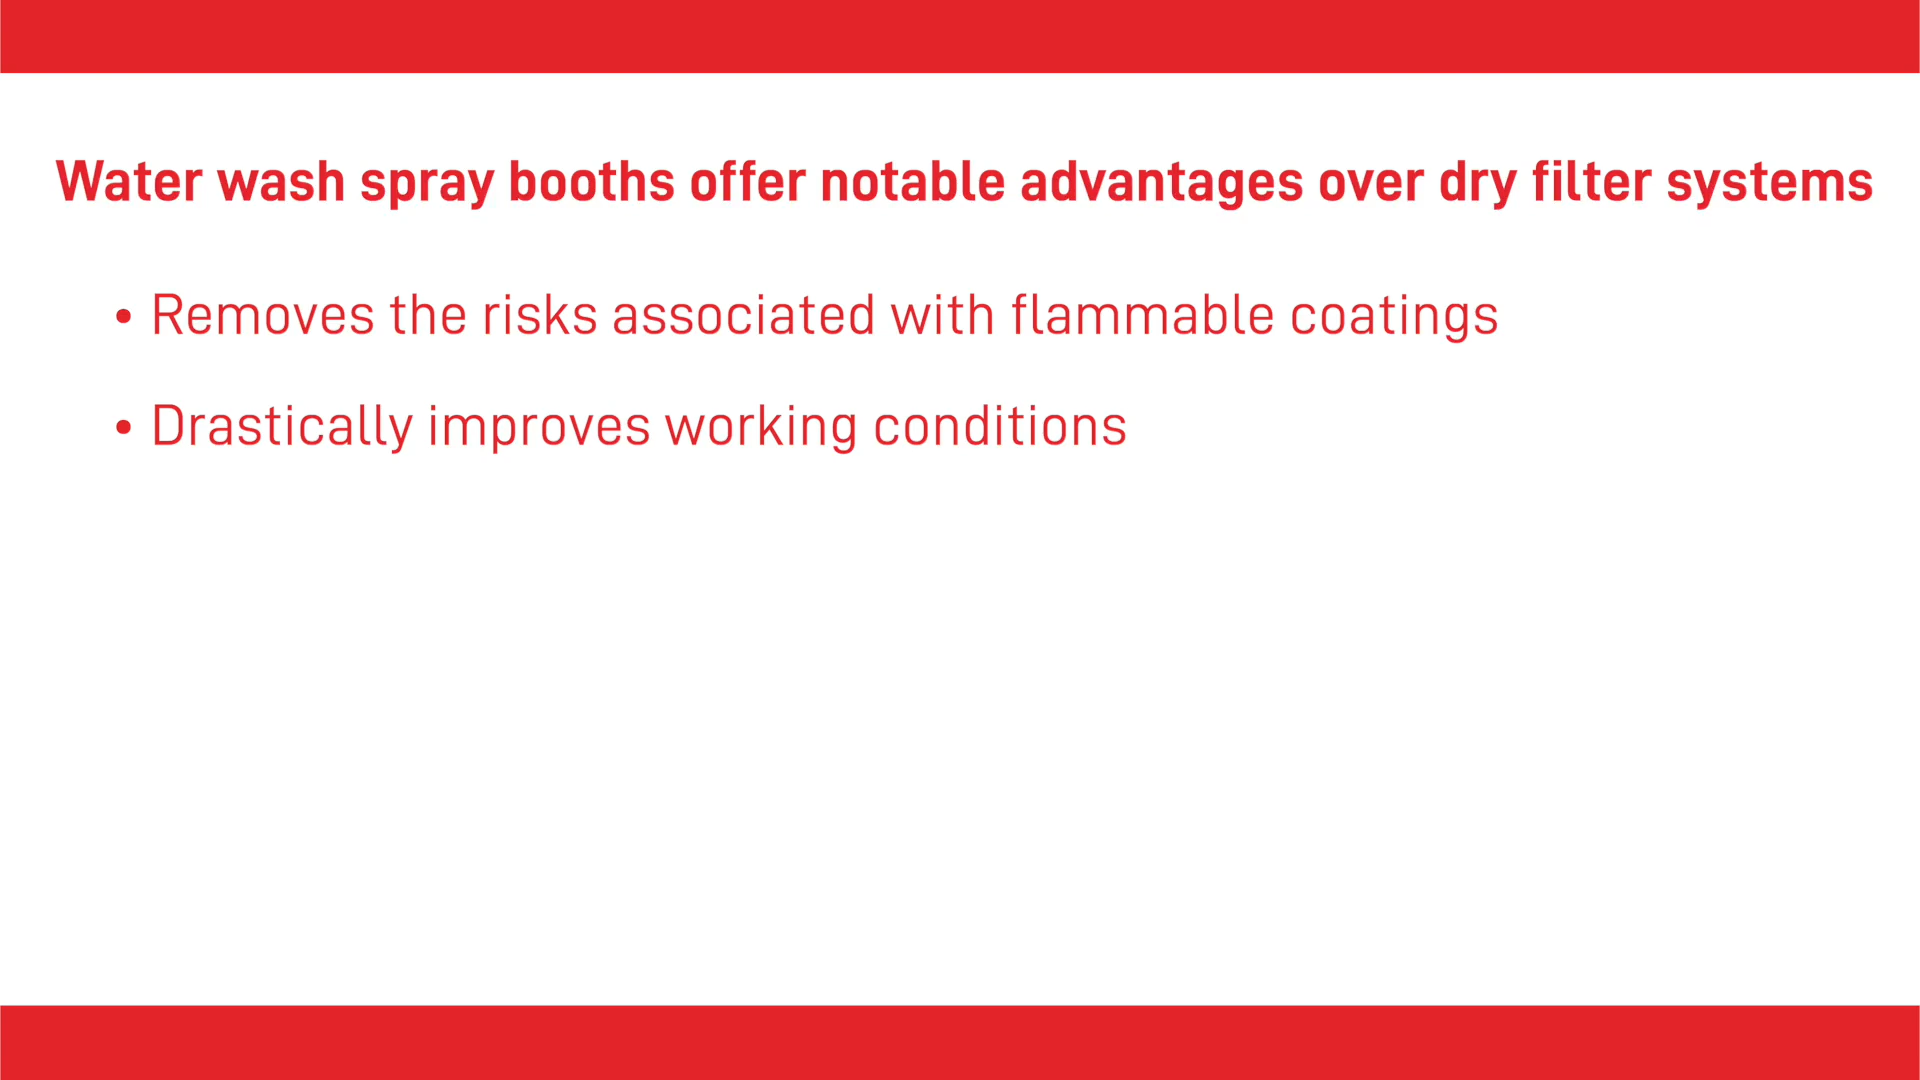 Water wash spray booths offer notable advantages over dry filter systems
• Removes the risks associated with flammable coatings
• Drastically improves working conditions